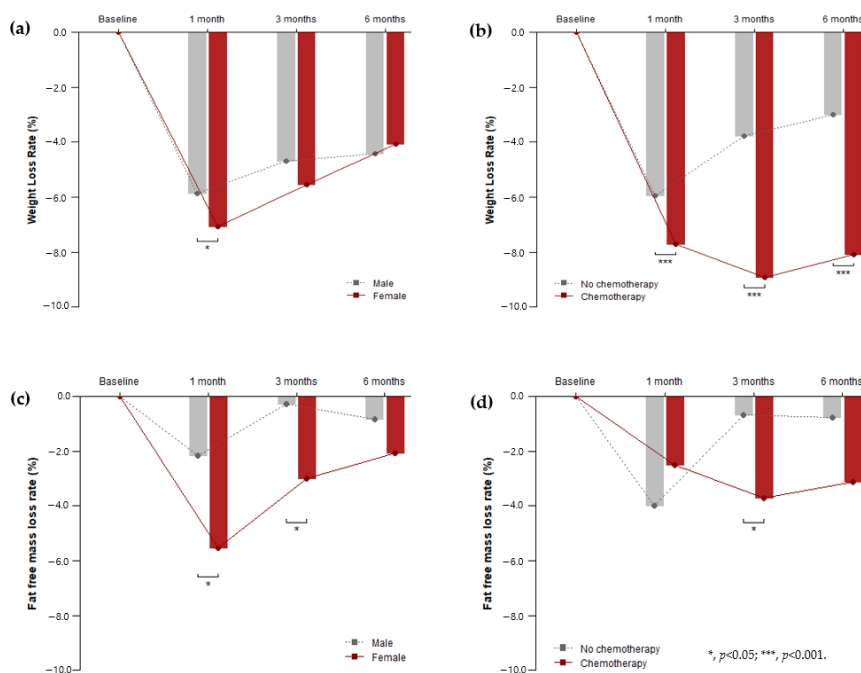 (a)
Baseline 1 month 3 months 6 months
0.0
−2.0
−4.0
−6.0
−8.0
−10.0
Weight Loss Rate (%)
*
Male
Female
(b)
Baseline 1 month 3 months 6 months
0.0
−2.0
−4.0
−6.0
−8.0
−10.0
Weight Loss Rate (%)
***
***
***
No chemotherapy
Chemotherapy
(c)
Baseline 1 month 3 months 6 months
0.0
−2.0
−4.0
−6.0
−8.0
−10.0
Fat free mass loss rate (%)
*
*
Male
Female
(d)
Baseline 1 month 3 months 6 months
0.0
−2.0
−4.0
−6.0
−8.0
−10.0
Fat free mass loss rate (%)
*
No chemotherapy
Chemotherapy
*, p<0.05; ***, p<0.001.